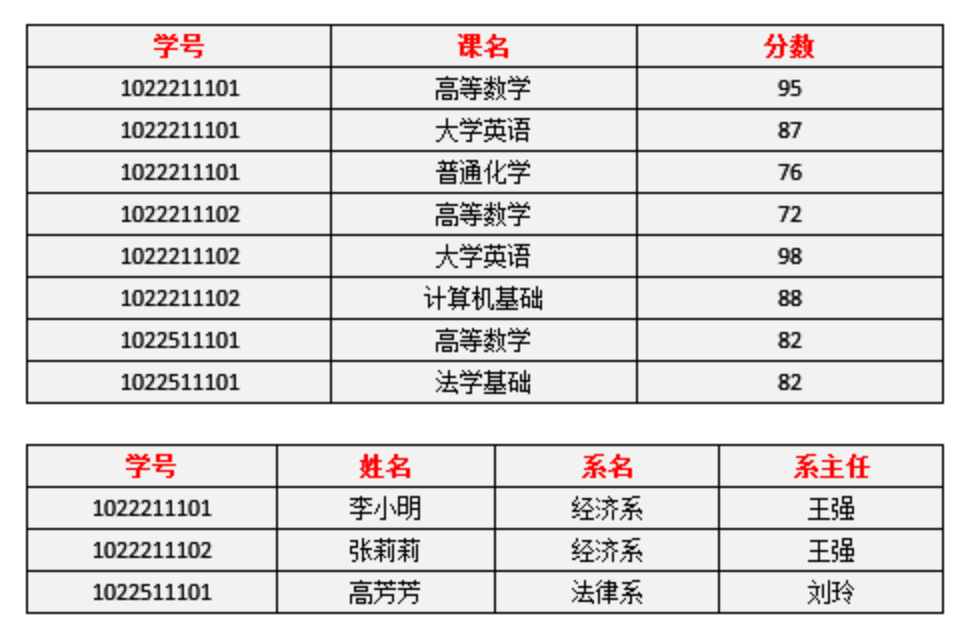 学号 课名 分数
1022211101 高等数学 95
1022211101 大学英语 87
1022211101 普通化学 76
1022211102 高等数学 72
1022211102 大学英语 98
1022211102 计算机基础 88
1022511101 高等数学 82
1022511101 法学基础 82
学号 姓名 系名 系主任
1022211101 李小明 经济系 王强
1022211102 张莉莉 经济系 王强
1022511101 高芳芳 法律系 刘玲